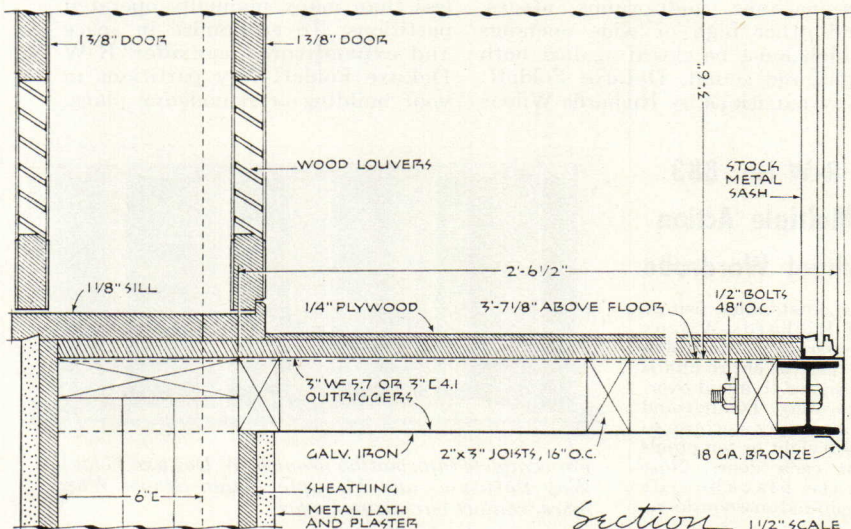 1 3/8" DOOR
1 3/8" DOOR
3'-6"
WOOD LOUVERS
STOCK
METAL
SASH
2'-6 1/2"
1 1/8" SILL
1/4" PLYWOOD
3'-7 1/8" ABOVE FLOOR
1/2" BOLTS
48" O.C.
3" WF 5.7 OR 3" [ 4.1
OUTRIGGERS
GALV. IRON
2" x 3" JOISTS, 16" O.C.
18 GA. BRONZE
6" [
SHEATHING
METAL LATH
AND PLASTER
Section
1 1/2" SCALE